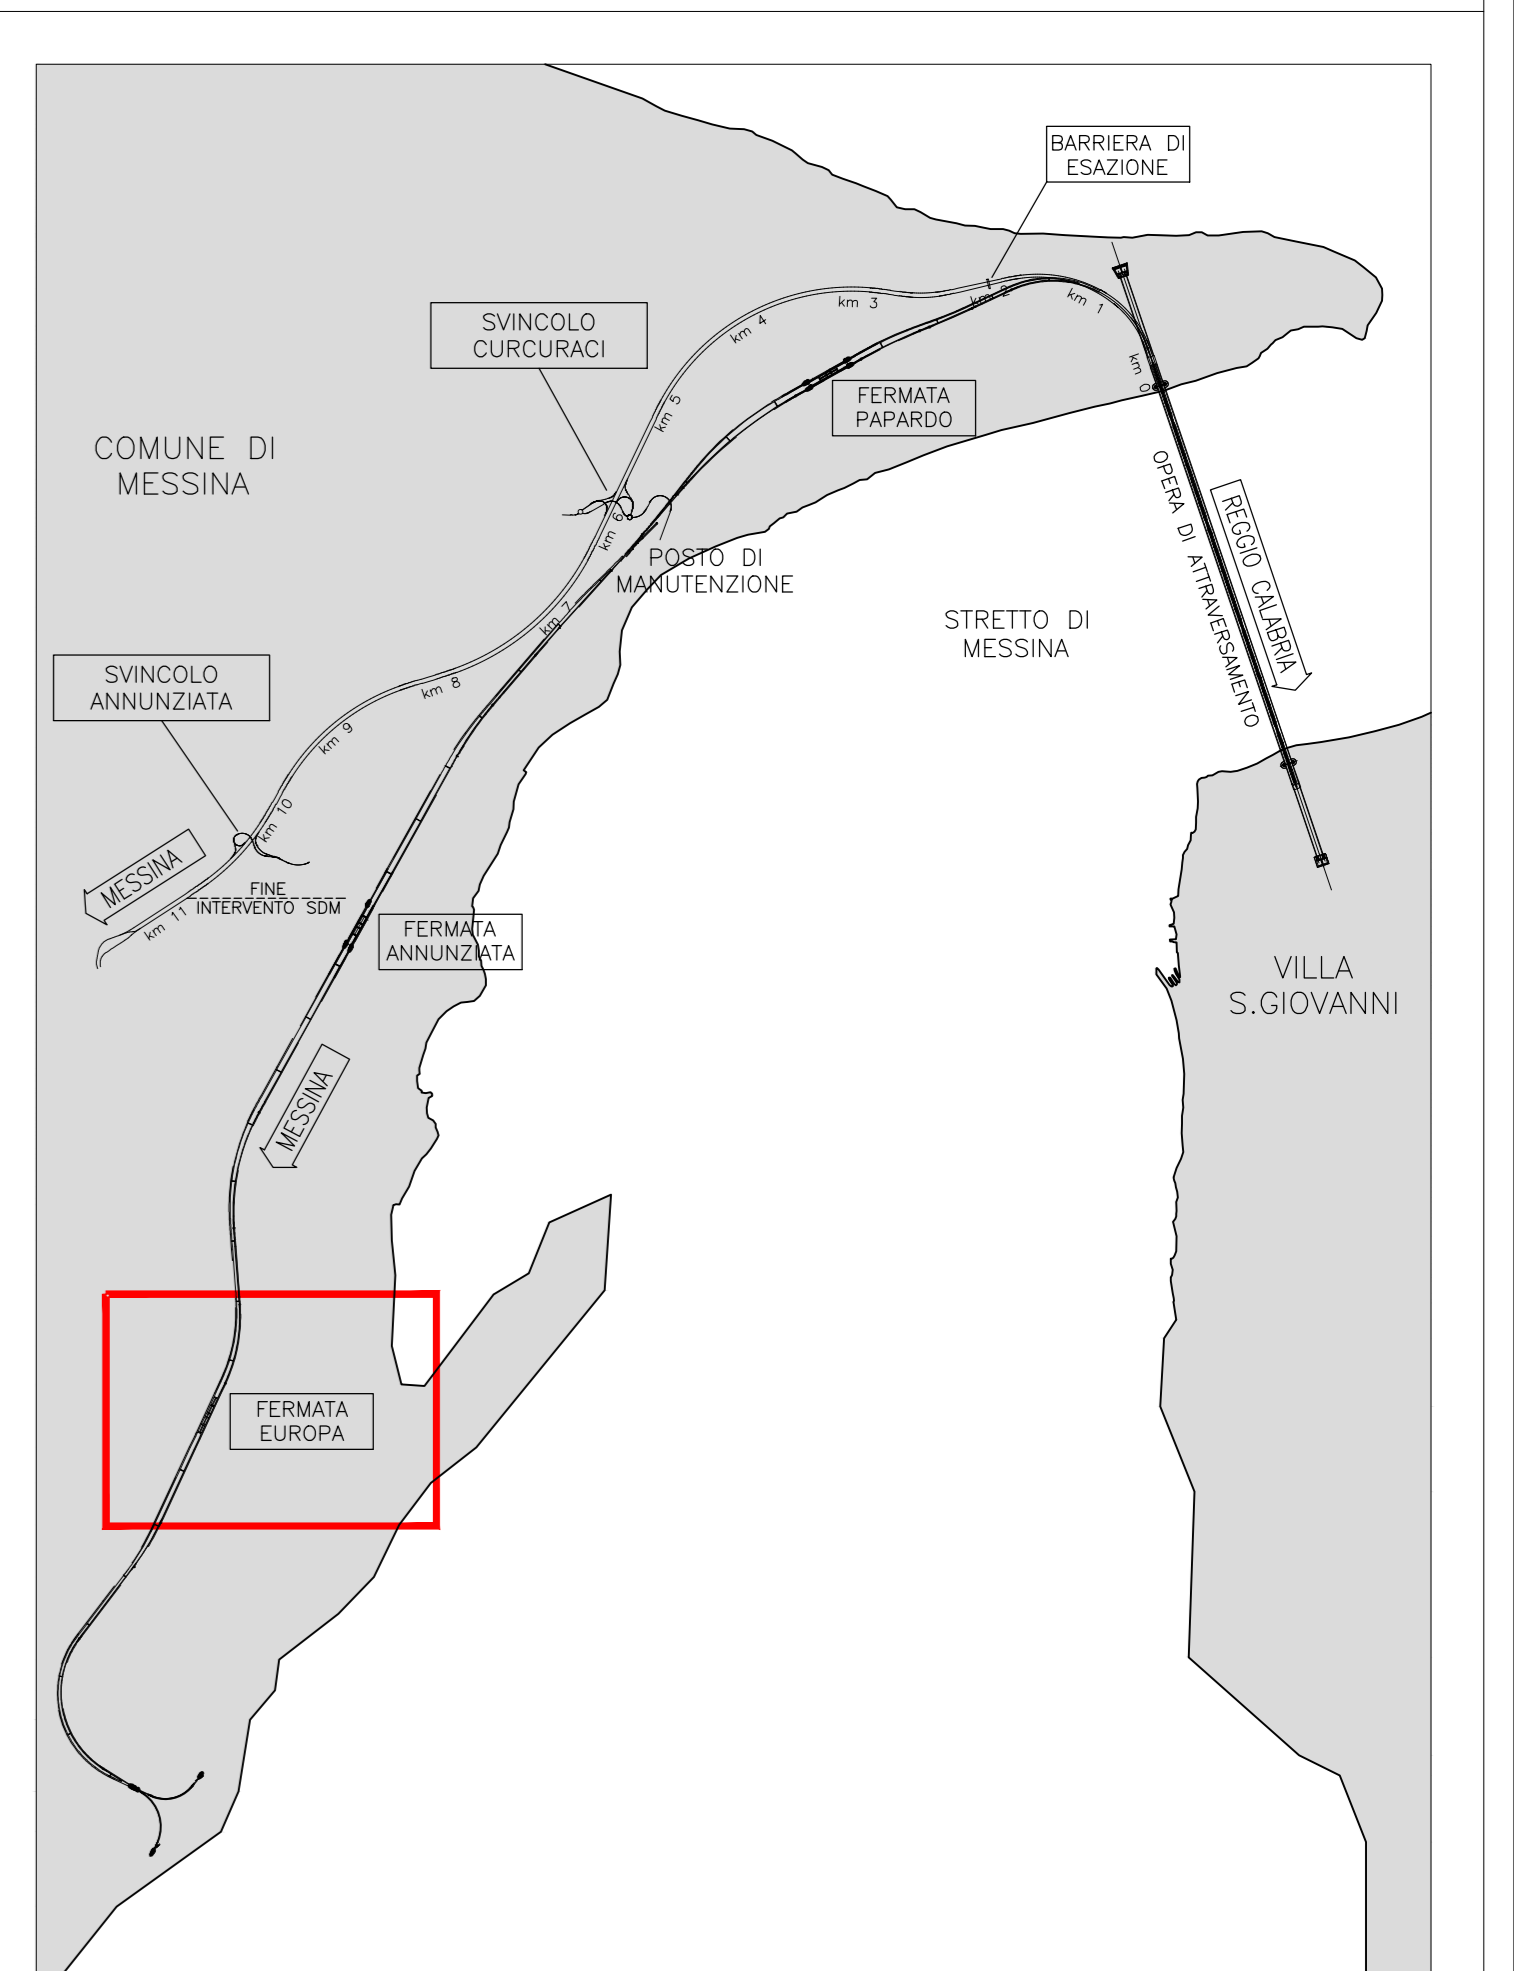 BARRIERA DI
ESAZIONE
SVINCOLO
CURCURACI
km 0
km 1
km 2
km 3
km 4
km 5
km 6
km 7
km 8
km 9
km 10
km 11
FERMATA
PAPARDO
COMUNE DI
MESSINA
OPERA DI ATTRAVERSAMENTO
REGGIO CALABRIA
POSTO DI
MANUTENZIONE
STRETTO DI
MESSINA
SVINCOLO
ANNUNZIATA
MESSINA
FINE
INTERVENTO SDM
FERMATA
ANNUNZIATA
VILLA
S.GIOVANNI
MESSINA
FERMATA
EUROPA